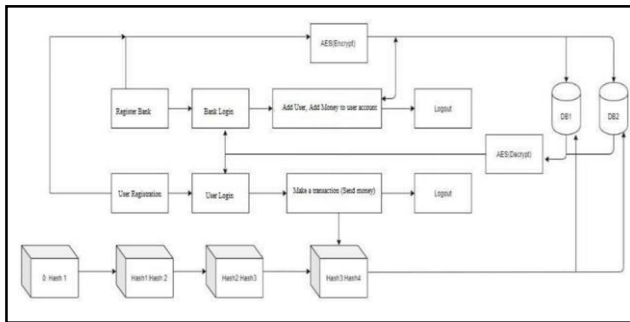 AES(Encrypt)
Register Bank
Bank Login
Add User, Add Money to user account
Logout
DB1
DB2
AES(Decrypt)
User Registration
User Login
Make a transaction (Send money)
Logout
0 Hash 1
Hash1 Hash 2
Hash2 Hash3
Hash3 Hash4